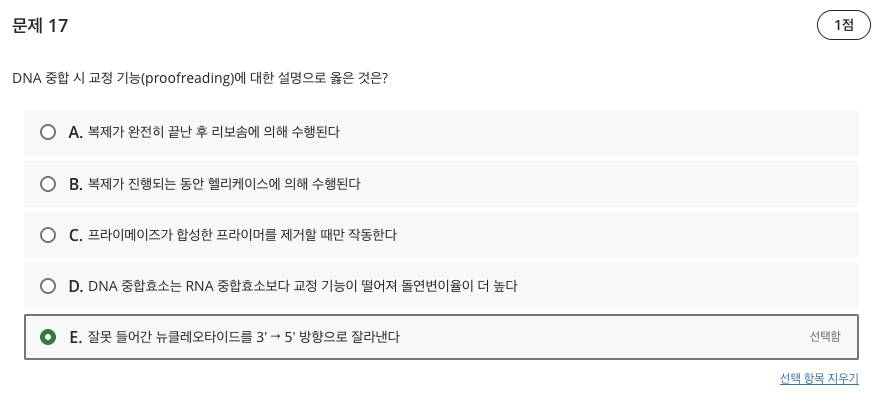 문제 17
1점
DNA 중합 시 교정 기능(proofreading)에 대한 설명으로 옳은 것은?
A. 복제가 완전히 끝난 후 리보솜에 의해 수행된다
B. 복제가 진행되는 동안 헬리케이스에 의해 수행된다
C. 프라이메이즈가 합성한 프라이머를 제거할 때만 작동한다
D. DNA 중합효소는 RNA 중합효소보다 교정 기능이 떨어져 돌연변이율이 더 높다
E. 잘못 들어간 뉴클레오타이드를 3' → 5' 방향으로 잘라낸다
선택함
선택 항목 지우기